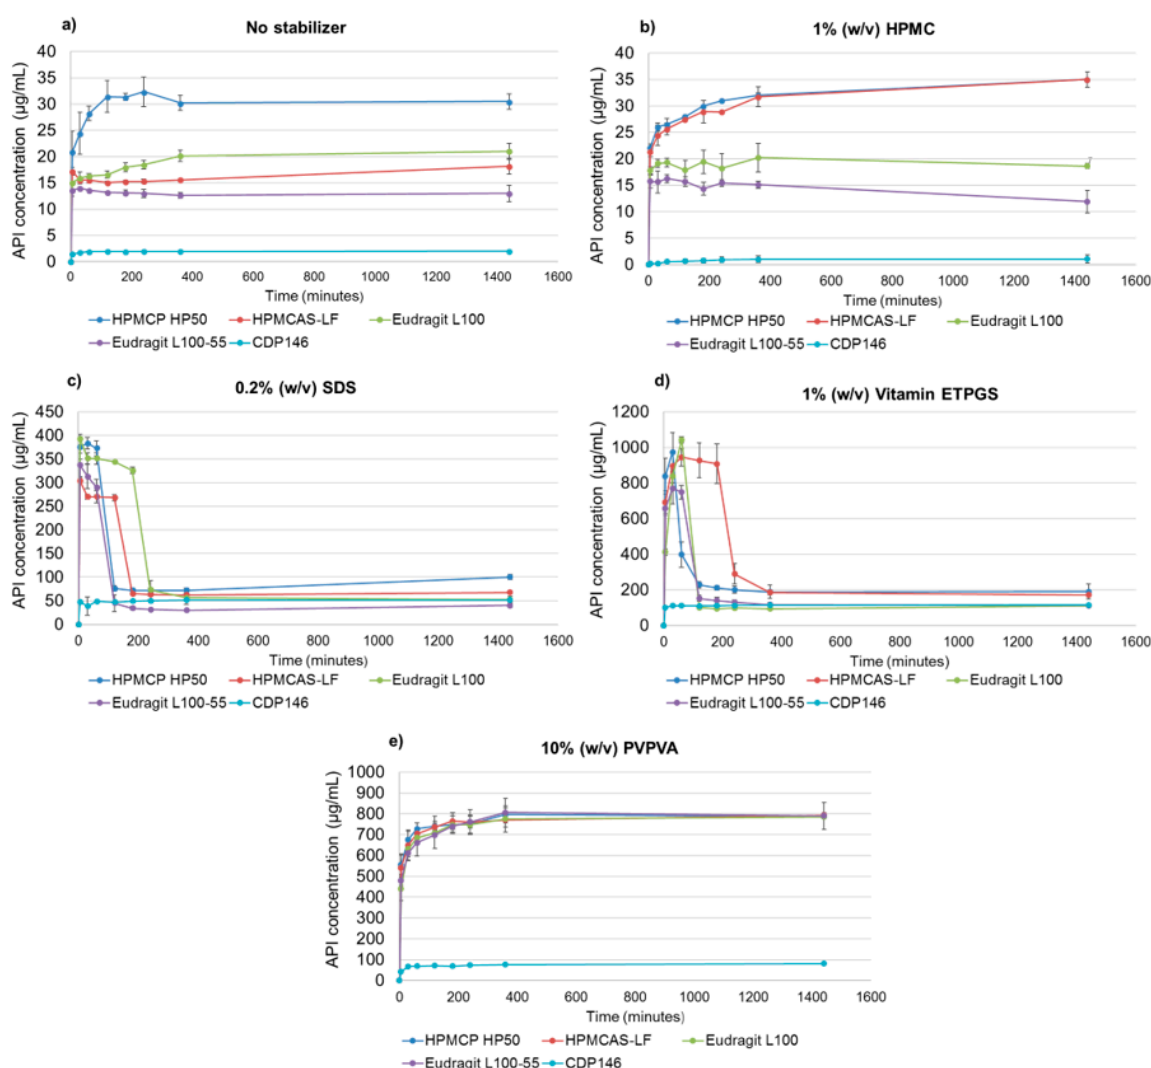 a)
No stabilizer
API concentration (µg/mL)
40
35
30
25
20
15
10
5
0
0 200 400 600 800 1000 1200 1400 1600
Time (minutes)
HPMCP HP50 HPMCAS-LF Eudragit L100
Eudragit L100-55 CDP146
b)
1% (w/v) HPMC
API concentration (µg/mL)
40
35
30
25
20
15
10
5
0
0 200 400 600 800 1000 1200 1400 1600
Time (minutes)
HPMCP HP50 HPMCAS-LF Eudragit L100
Eudragit L100-55 CDP146
c)
0.2% (w/v) SDS
API concentration (µg/mL)
450
400
350
300
250
200
150
100
50
0
0 200 400 600 800 1000 1200 1400 1600
Time (minutes)
HPMCP HP50 HPMCAS-LF Eudragit L100
Eudragit L100-55 CDP146
d)
1% (w/v) Vitamin ETPGS
API concentration (µg/mL)
1200
1000
800
600
400
200
0
0 200 400 600 800 1000 1200 1400 1600
Time (minutes)
HPMCP HP50 HPMCAS-LF Eudragit L100
Eudragit L100-55 CDP146
e)
10% (w/v) PVPVA
API concentration (µg/mL)
1000
900
800
700
600
500
400
300
200
100
0
0 200 400 600 800 1000 1200 1400 1600
Time (minutes)
HPMCP HP50 HPMCAS-LF Eudragit L100
Eudragit L100-55 CDP146